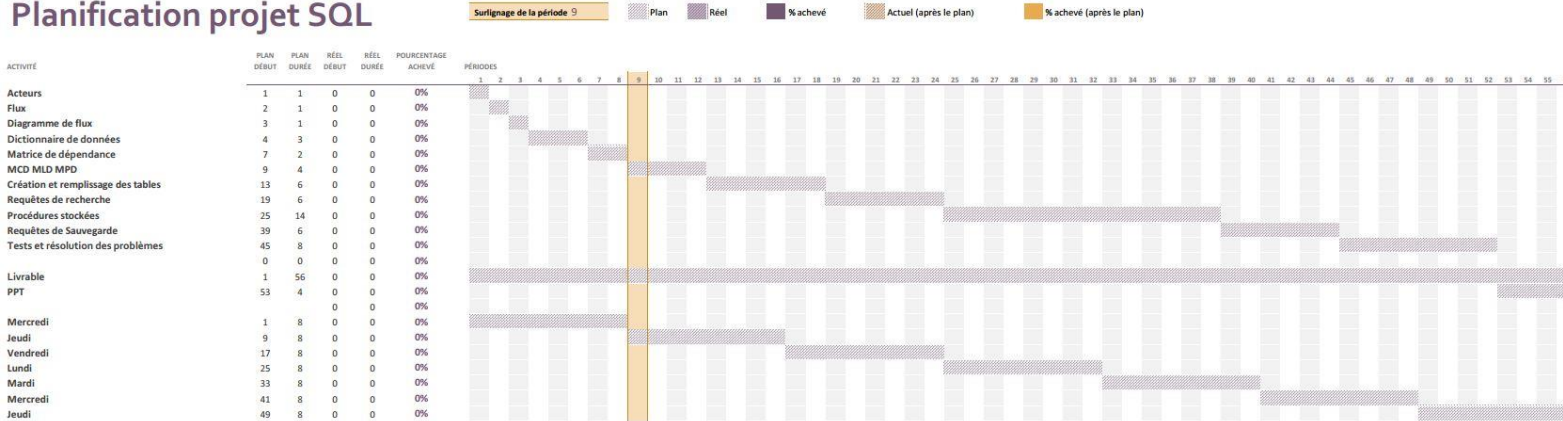 Planification projet SQL
Surlignage de la période 9 Plan Réel % achevé Actuel (après le plan) % achevé (après le plan)
PLAN PLAN RÉEL RÉEL POURCENTAGE
ACTIVITÉ DÉBUT DURÉE DÉBUT DURÉE ACHEVÉ PÉRIODES
1 2 3 4 5 6 7 8 9 10 11 12 13 14 15 16 17 18 19 20 21 22 23 24 25 26 27 28 29 30 31 32 33 34 35 36 37 38 39 40 41 42 43 44 45 46 47 48 49 50 51 52 53 54 55
Acteurs 1 1 0 0 0%
Flux 2 1 0 0 0%
Diagramme de flux 3 1 0 0 0%
Dictionnaire de données 4 3 0 0 0%
Matrice de dépendance 7 2 0 0 0%
MCD MLD MPD 9 4 0 0 0%
Création et remplissage des tables 13 6 0 0 0%
Requêtes de recherche 19 6 0 0 0%
Procédures stockées 25 14 0 0 0%
Requêtes de Sauvegarde 39 6 0 0 0%
Tests et résolution des problèmes 45 8 0 0 0%
0 0 0 0 0%
Livrable 1 56 0 0 0%
PPT 53 4 0 0 0%
0 0 0%
Mercredi 1 8 0 0 0%
Jeudi 9 8 0 0 0%
Vendredi 17 8 0 0 0%
Lundi 25 8 0 0 0%
Mardi 33 8 0 0 0%
Mercredi 41 8 0 0 0%
Jeudi 49 8 0 0 0%